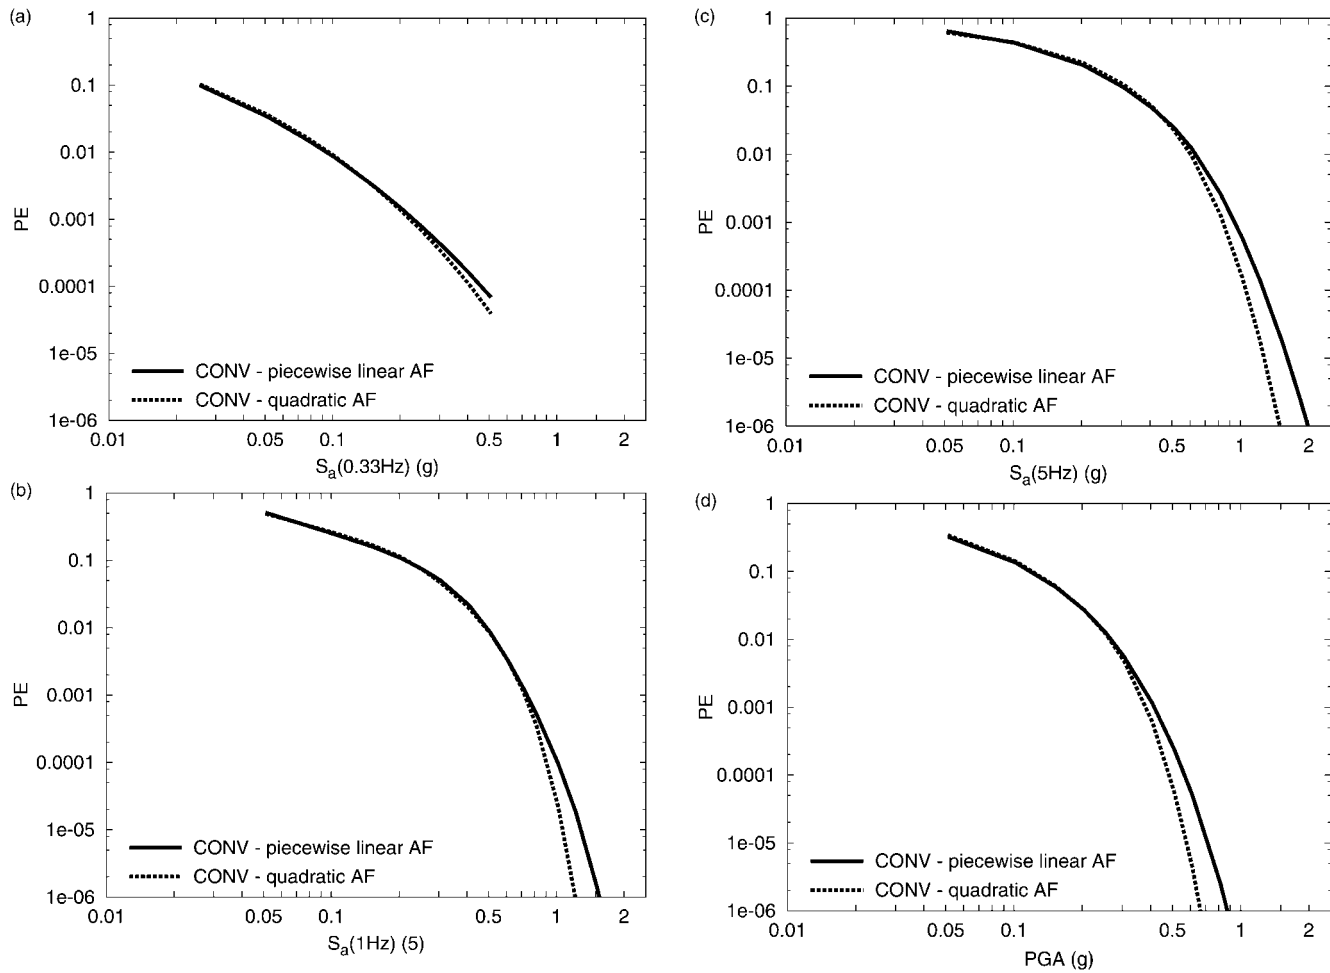 (a)
1
0.1
0.01
0.001
0.0001
1e-05
1e-06
PE
CONV - piecewise linear AF
CONV - quadratic AF
0.01 0.05 0.1 0.5 1 2
Sa(0.33Hz) (g)
(b)
1
0.1
0.01
0.001
0.0001
1e-05
1e-06
PE
CONV - piecewise linear AF
CONV - quadratic AF
0.01 0.05 0.1 0.5 1 2
Sa(1Hz) (5)
(c)
1
0.1
0.01
0.001
0.0001
1e-05
1e-06
PE
CONV - piecewise linear AF
CONV - quadratic AF
0.01 0.05 0.1 0.5 1 2
Sa(5Hz) (g)
(d)
1
0.1
0.01
0.001
0.0001
1e-05
1e-06
PE
CONV - piecewise linear AF
CONV - quadratic AF
0.01 0.05 0.1 0.5 1 2
PGA (g)